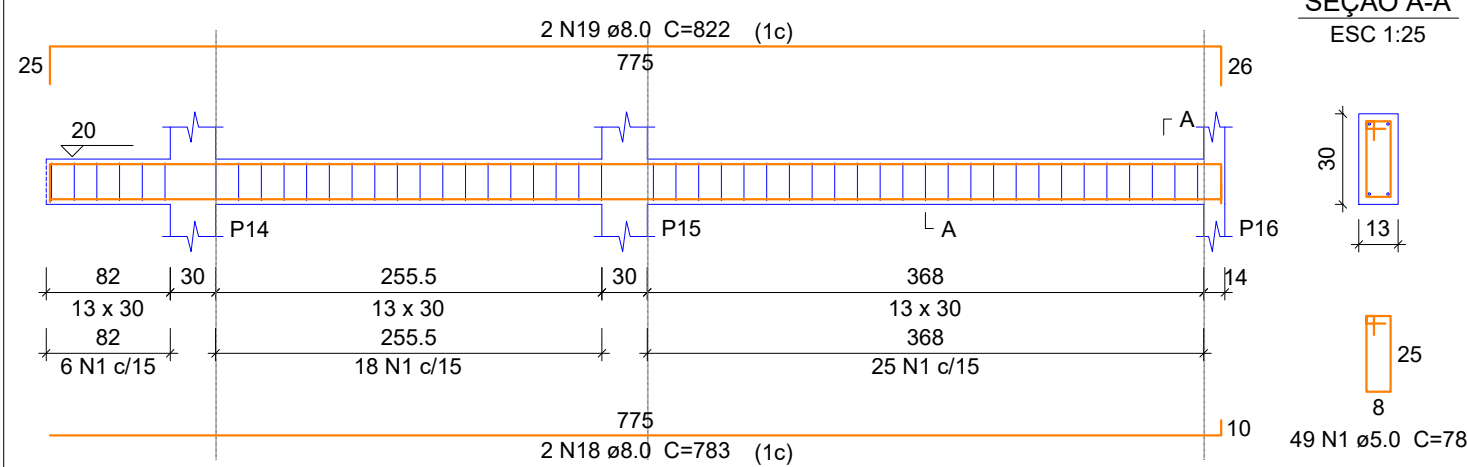 SEÇÃO A-A
ESC 1:25
2 N19 ø8.0 C=822 (1c)
25
775
26
20
A
P14
P15
A
P16
30
13
82
30
255.5
30
368
14
13 x 30
13 x 30
13 x 30
82
255.5
368
6 N1 c/15
18 N1 c/15
25 N1 c/15
25
8
49 N1 ø5.0 C=78
775
10
2 N18 ø8.0 C=783 (1c)